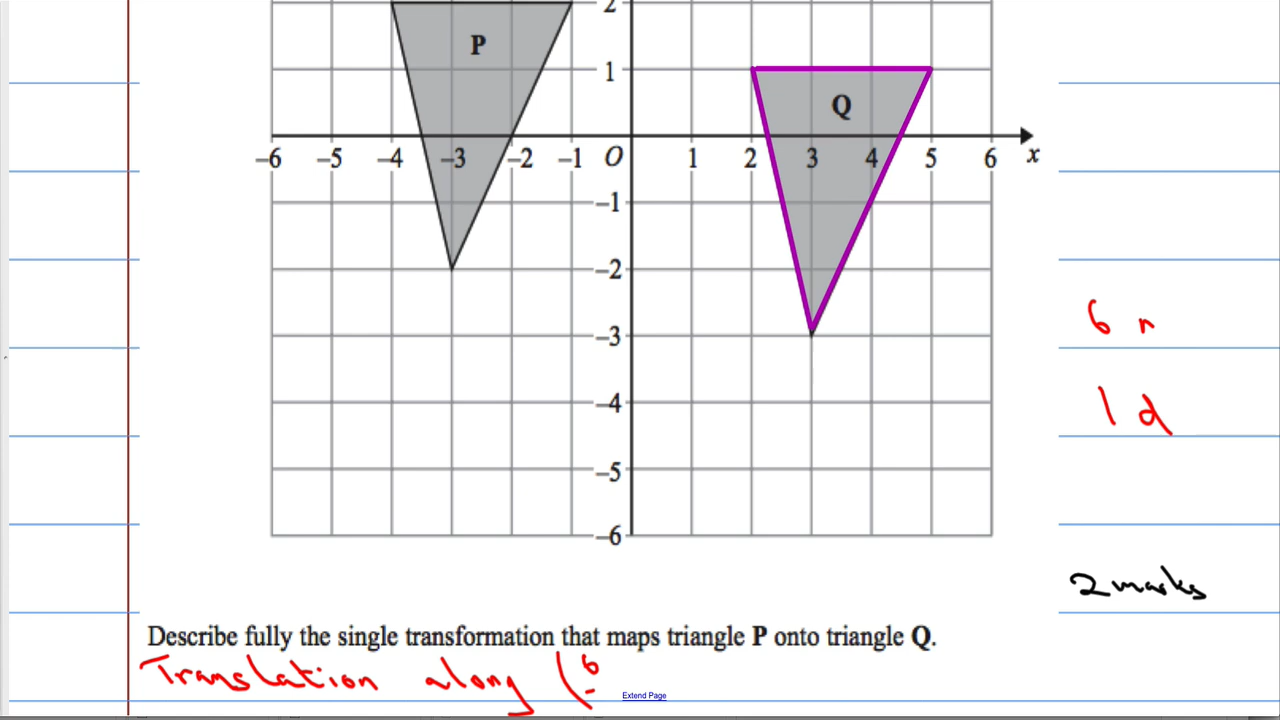 2
P
1
Q
–6 –5 –4 –3 –2 –1 O 1 2 3 4 5 6 x
–1
–2
–3
6 r
–4
1 d
–5
–6
2 marks
Describe fully the single transformation that maps triangle P onto triangle Q.
Translation along (6
-
Extend Page